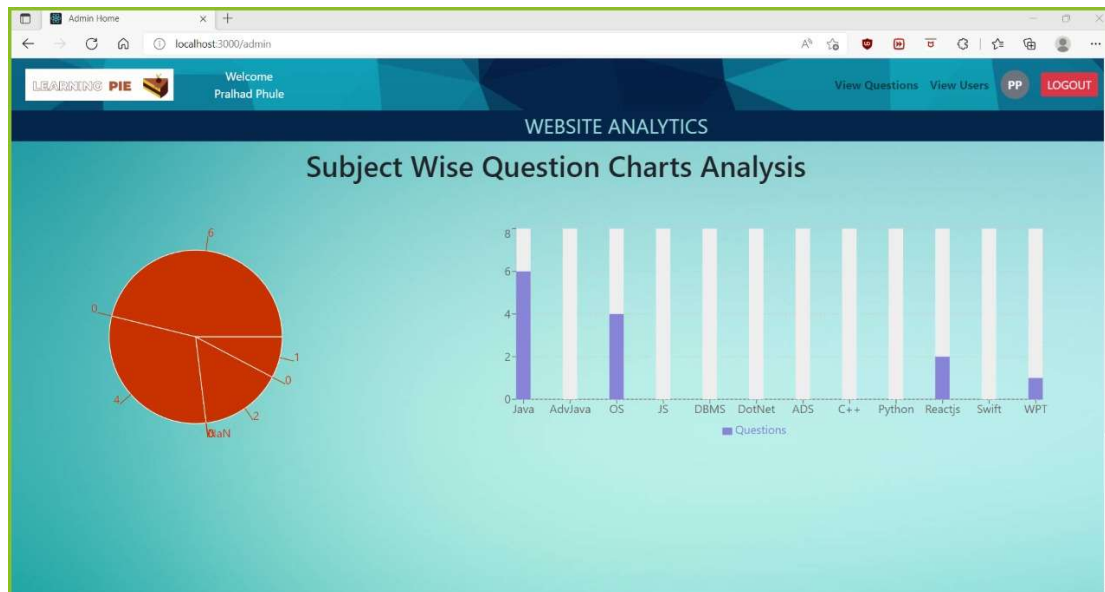 Admin Home
localhost:3000/admin
LEARNING PIE
Welcome
Pralhad Phule
View Questions View Users PP LOGOUT
WEBSITE ANALYTICS
Subject Wise Question Charts Analysis
6
0
4
2
0
1
8
6
4
2
0
Java AdvJava OS JS DBMS DotNet ADS C++ Python Reactjs Swift WPT
Questions